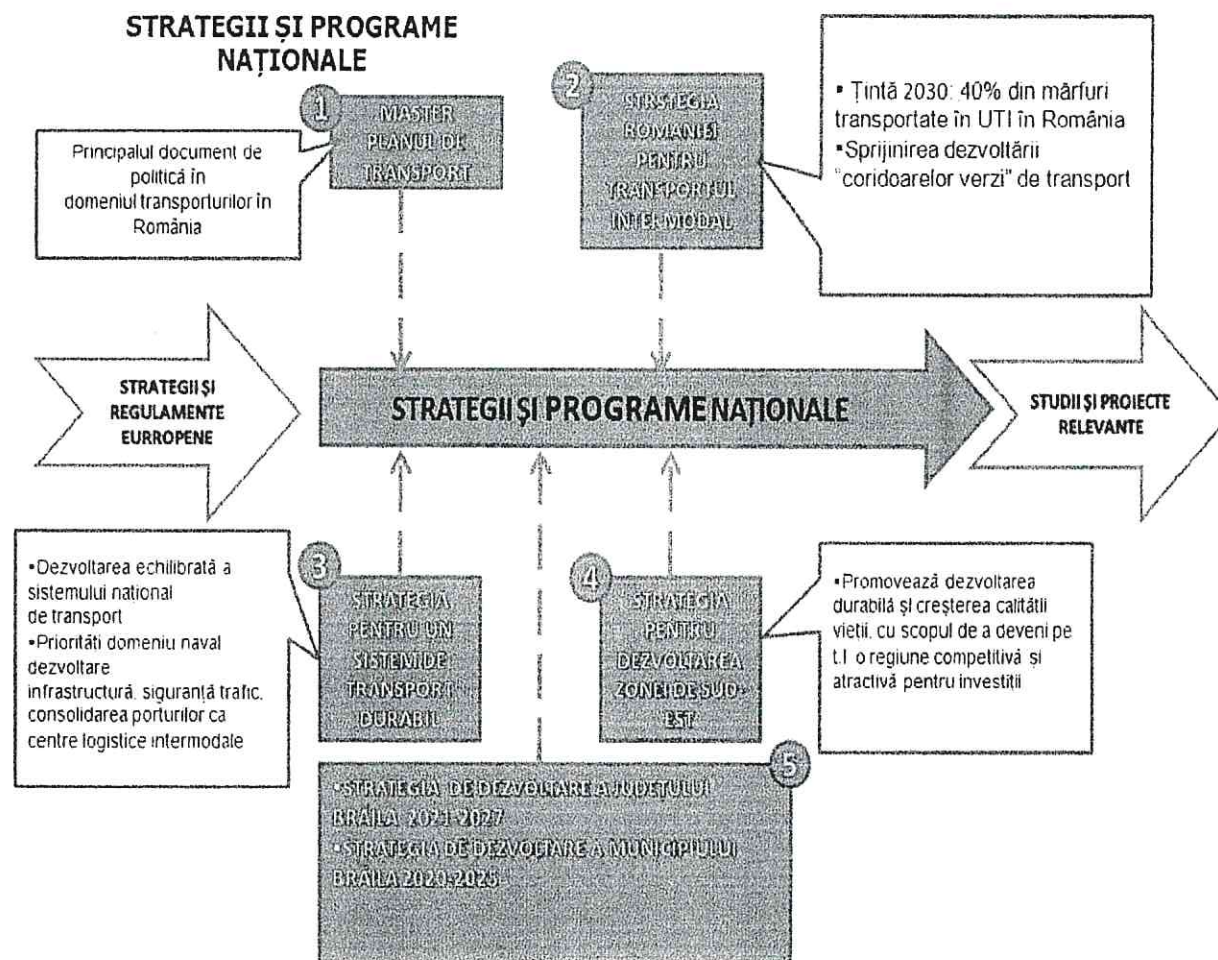 STRATEGII ȘI PROGRAME
NAȚIONALE
1
MASTER
PLANUL DE
TRANSPORT
Principalul document de
politică în
domeniul transporturilor în
România
2
STRSTEGIA
ROMANIEI
PENTRU
TRANSPORTUL
INTERMODAL
▪ Țintă 2030: 40% din mărfuri
transportate în UTI în România
▪Sprijinirea dezvoltării
"coridoarelor verzi" de transport
STRATEGII ȘI
REGULAMENTE
EURROPENE
STRATEGII ȘI PROGRAME NAȚIONALE
STUDII ȘI PROIECTE
RELEVANTE
▪Dezvoltarea echilibrată a
sistemului național
de transport
▪Priorități domeniu naval
dezvoltare
infrastructură, siguranță trafic,
consolidarea porturilor ca
centre logistice intermodale
3
STRATEGIA
PENTRU UN
SISTEM DE
TRANSPORT
DURABIL
4
STRATEGIA
PENTRU
DEZVOLTAREA
ZONEI DE SUD-
EST
▪Promovează dezvoltarea
durabilă și creșterea calității
vieții, cu scopul de a deveni pe
t.l o regiune competitivă și
atractivă pentru investiții
5
▪STRATEGIA DE DEZVOLTARE A JUDEȚULUI
BRĂILA 2021-2027
▪STRATEGIA DE DEZVOLTARE A MUNICIPIULUI
BRĂILA 2020-2025